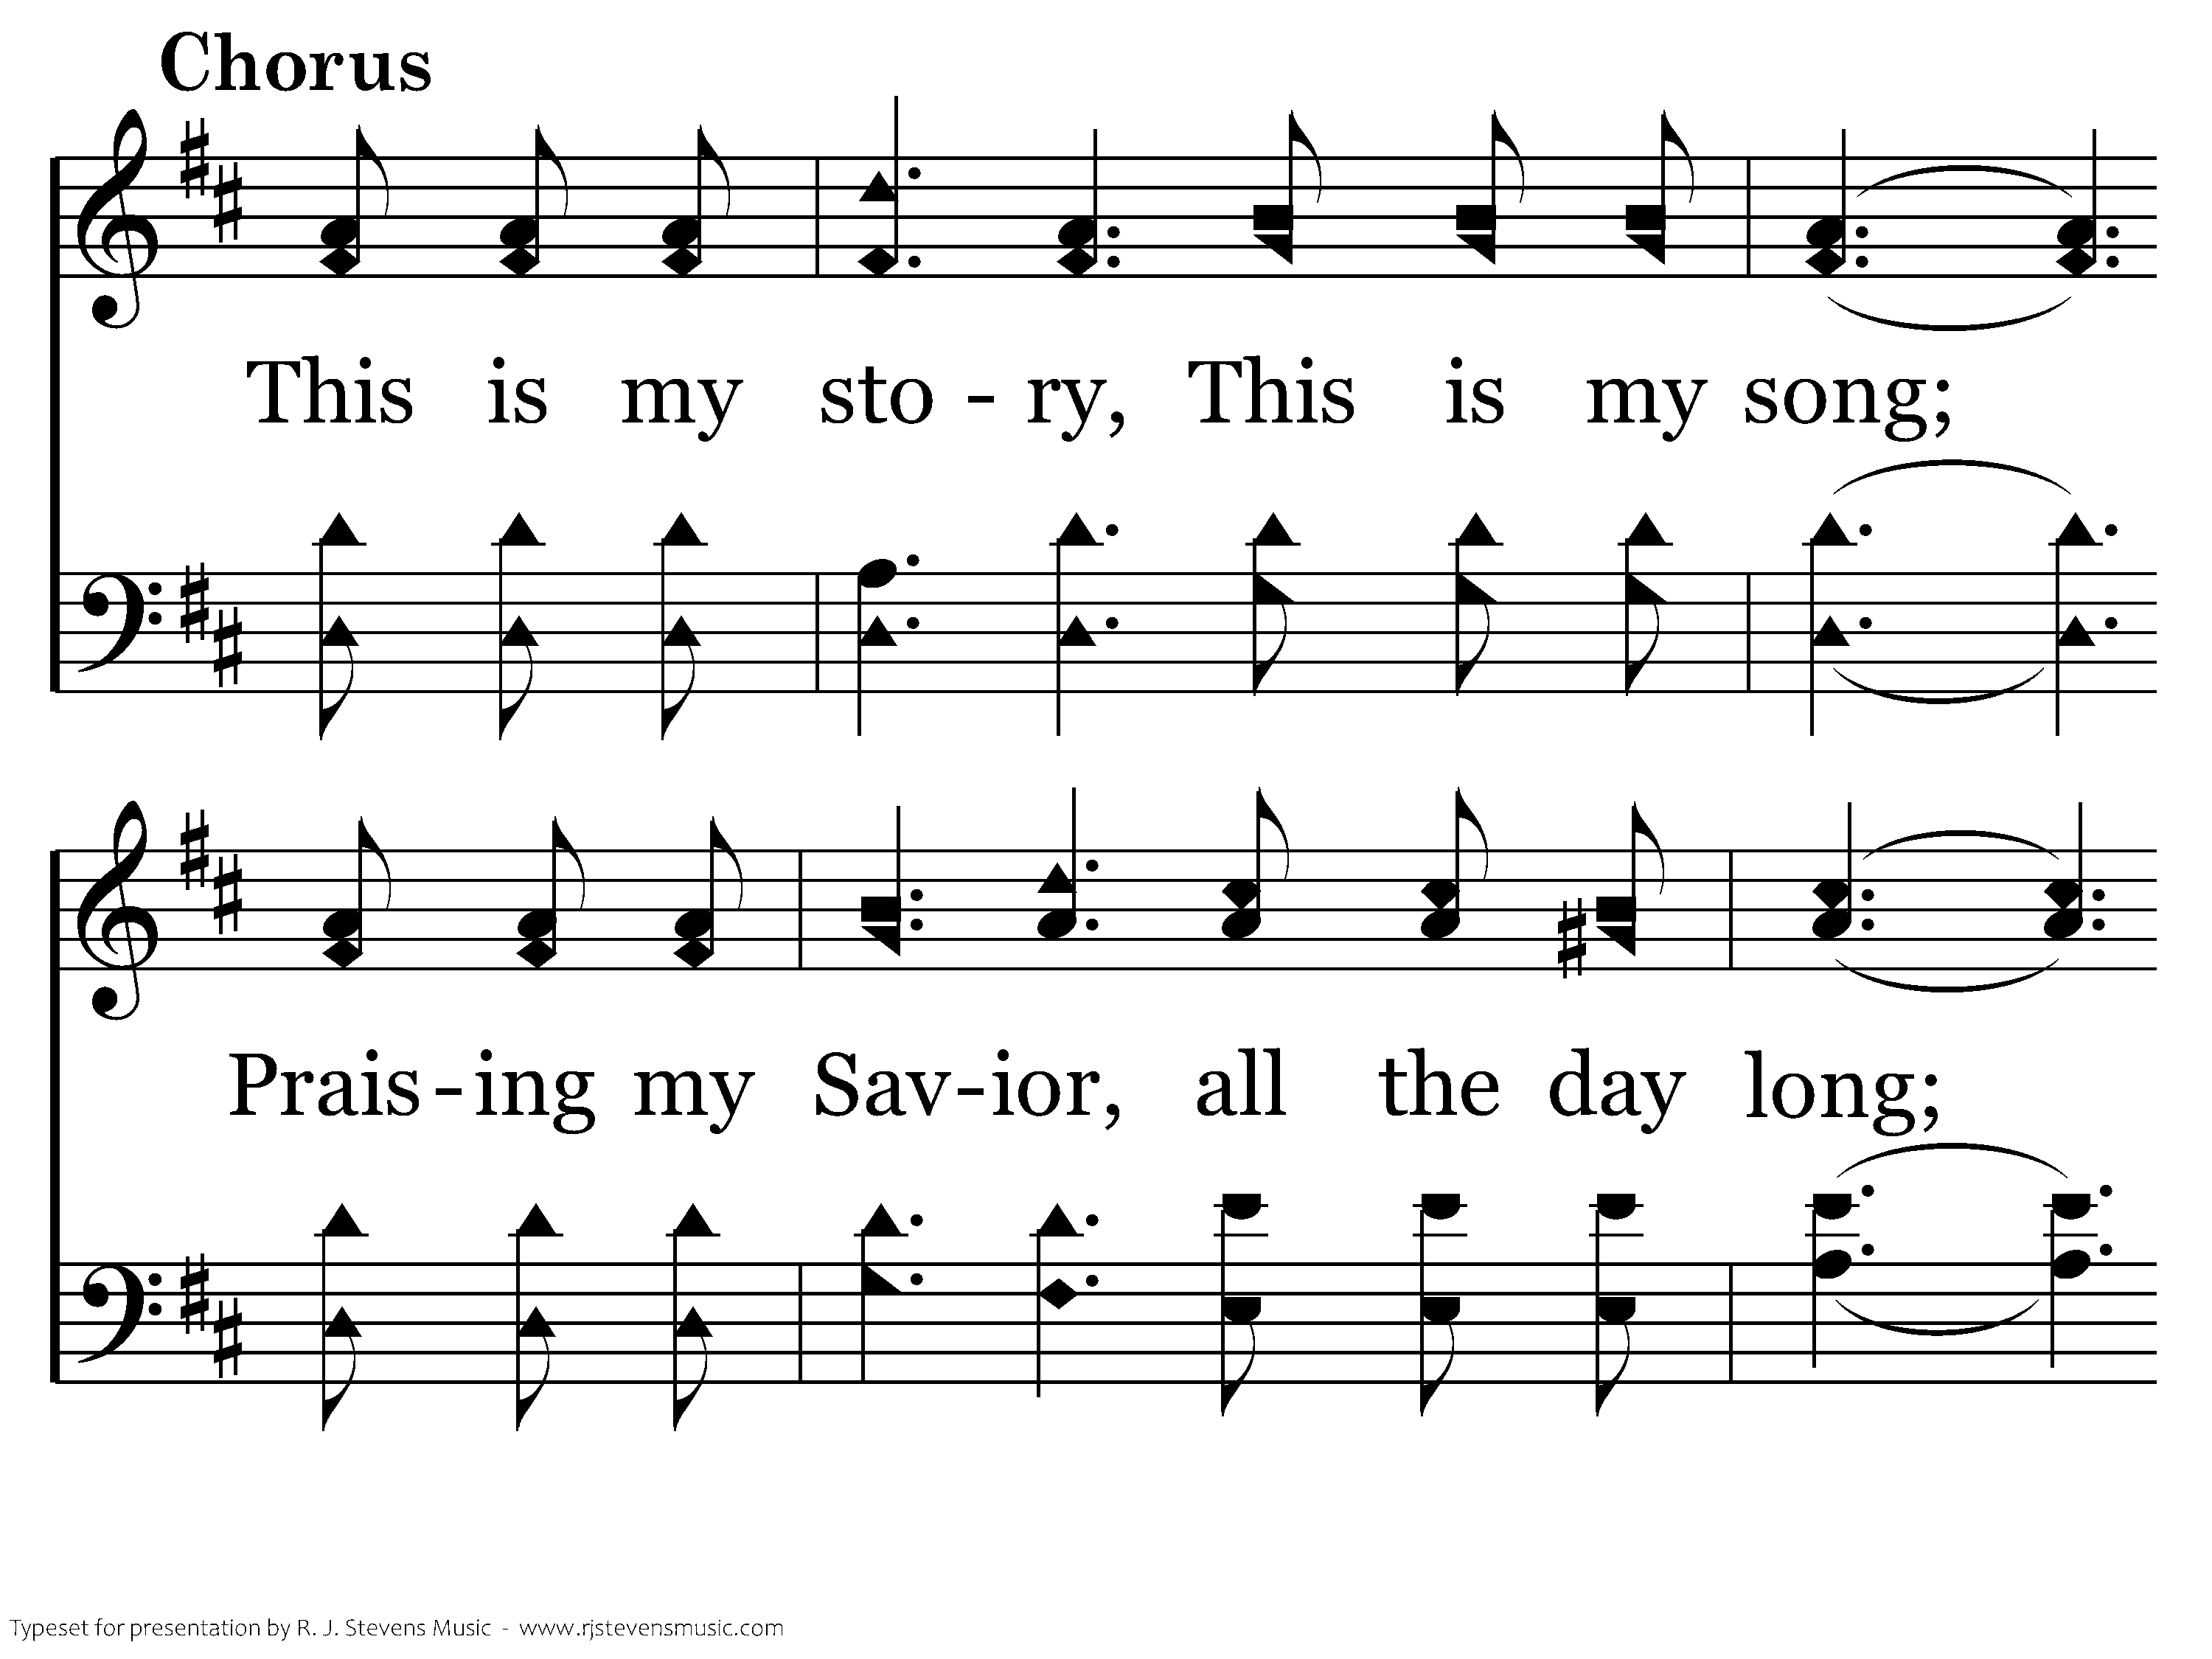 Chorus
This is my sto - ry, This is my song;
Prais - ing my Sav - ior, all the day long;
Typeset for presentation by R. J. Stevens Music - www.rjstevensmusic.com